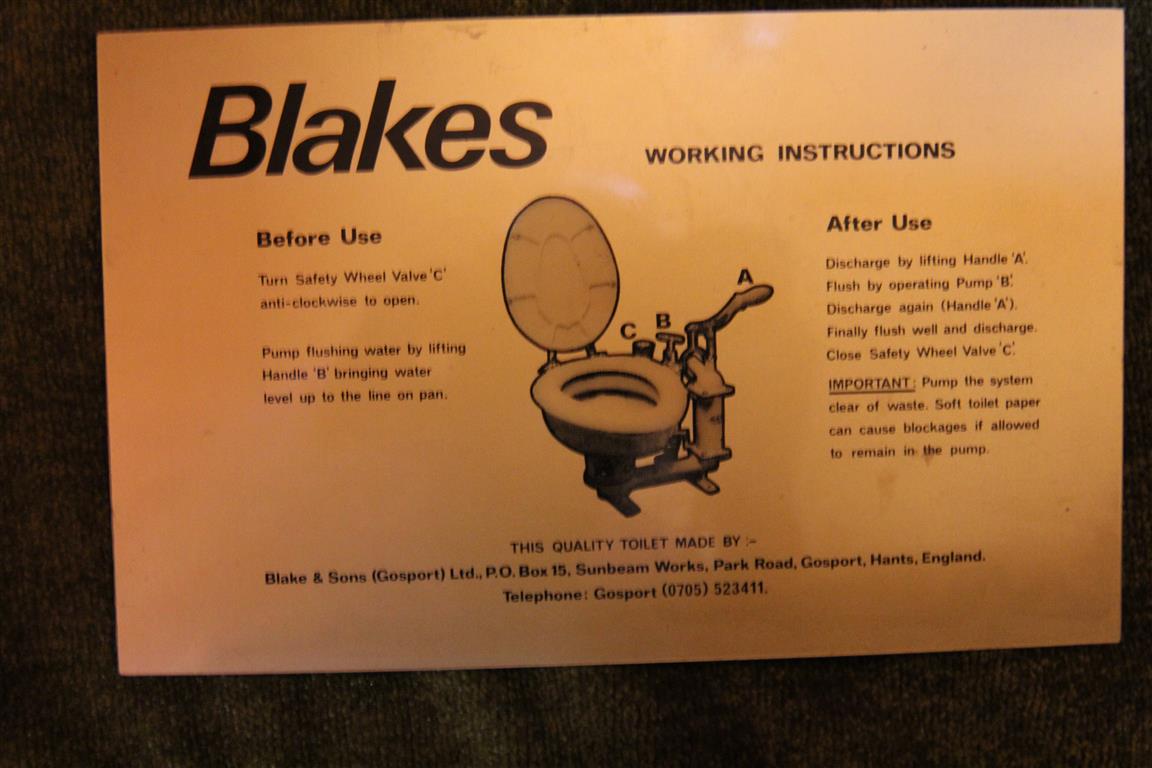 Blakes
WORKING INSTRUCTIONS
Before Use
Turn Safety Wheel Valve 'C'
anti-clockwise to open.
Pump flushing water by lifting
Handle 'B' bringing water
level up to the line on pan.
C
B
A
After Use
Discharge by lifting Handle 'A'.
Flush by operating Pump 'B'.
Discharge again (Handle 'A').
Finally flush well and discharge.
Close Safety Wheel Valve 'C'.
IMPORTANT: Pump the system
clear of waste. Soft toilet paper
can cause blockages if allowed
to remain in the pump.
THIS QUALITY TOILET MADE BY :-
Blake & Sons (Gosport) Ltd., P.O. Box 15, Sunbeam Works, Park Road, Gosport, Hants, England.
Telephone: Gosport (0705) 523411.